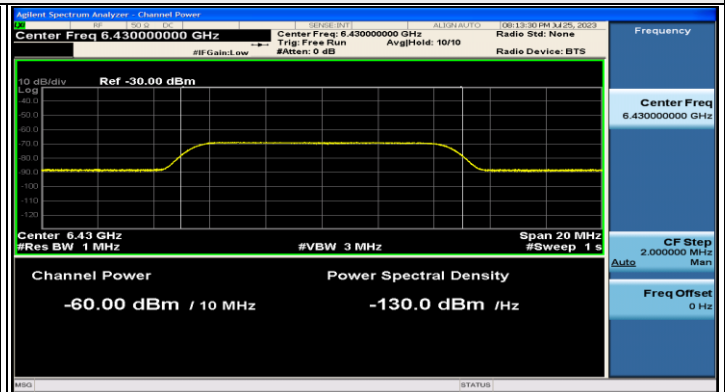 Agilent Spectrum Analyzer - Channel Power
RF 50 Ω DC SENSE:INT ALIGN AUTO 08:13:30 PM Jul 25, 2023
Center Freq 6.430000000 GHz
Center Freq: 6.430000000 GHz
Radio Std: None
Trig: Free Run Avg|Hold: 10/10
#IFGain:Low #Atten: 0 dB Radio Device: BTS
10 dB/div Ref -30.00 dBm
Log
-40.0
-50.0
-60.0
-70.0
-80.0
-90.0
-100
-110
-120
Center 6.43 GHz Span 20 MHz
#Res BW 1 MHz #VBW 3 MHz #Sweep 1 s
Channel Power Power Spectral Density
-60.00 dBm / 10 MHz -130.0 dBm /Hz
MSG STATUS
Frequency
Center Freq
6.430000000 GHz
CF Step
2.000000 MHz
Auto Man
Freq Offset
0 Hz